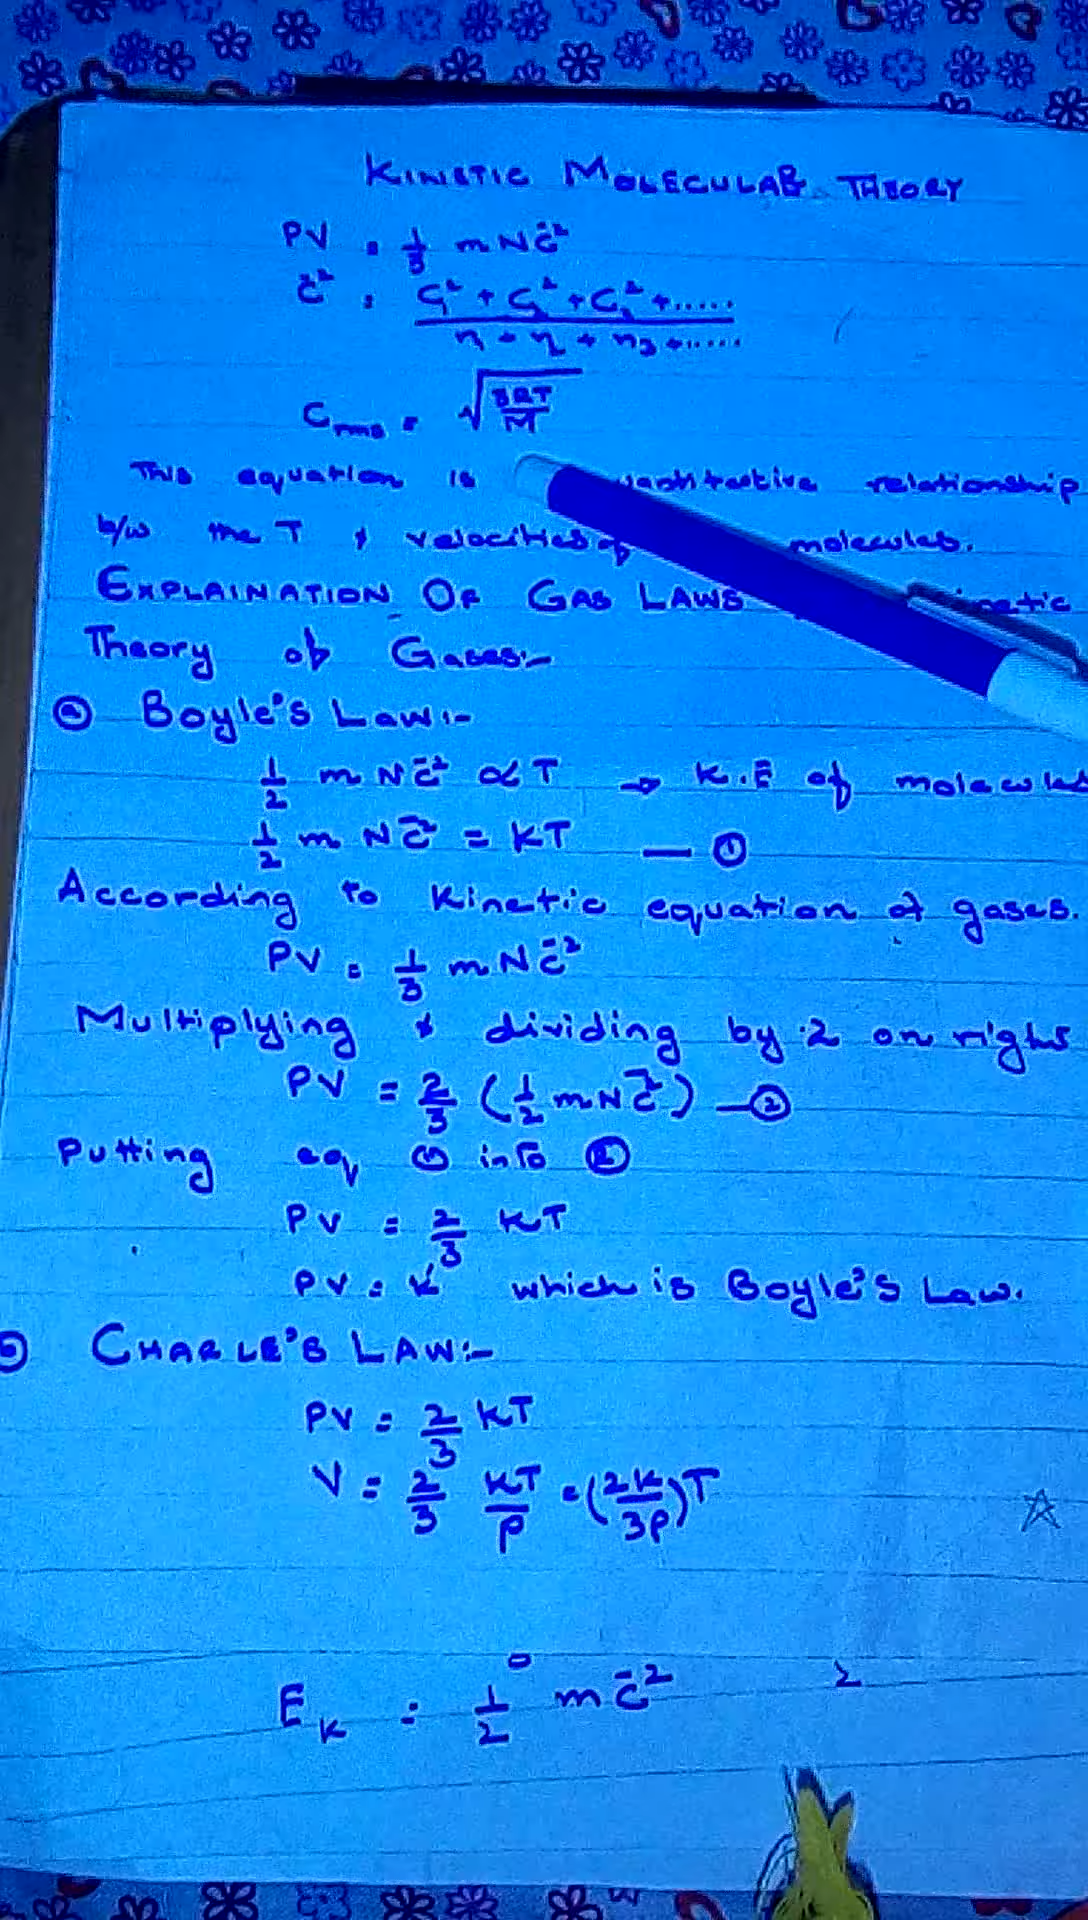 KINETIC MOLECULAR THEORY
PV = 1/3 mNc̄²
c̄² = C₁² + C₂² + C₃² + ..... / n + n₂ + n₃ + .....
Crms = √(3RT/M)
This equation is relationship
b/w the T & velocities of molecules.
EXPLAINATION OF GAS LAWS
Theory of Gases:-
ⓐ Boyle's Law:-
1/2 mNc̄² ∝ T → K.E of
1/2 mNc̄² = KT — ①
According to Kinetic equation of gases.
PV = 1/3 mNc̄²
Multiplying & dividing by 2 on right
PV = 2/3 (1/2 mNc̄²) — ②
Putting eq ① into ②
PV = 2/3 KT
PV = K which is Boyle's Law.
CHARLE'S LAW:-
PV = 2/3 KT
V = 2/3 KT/P = (2K/3P)T
E_K = 1/2 mc̄² 2